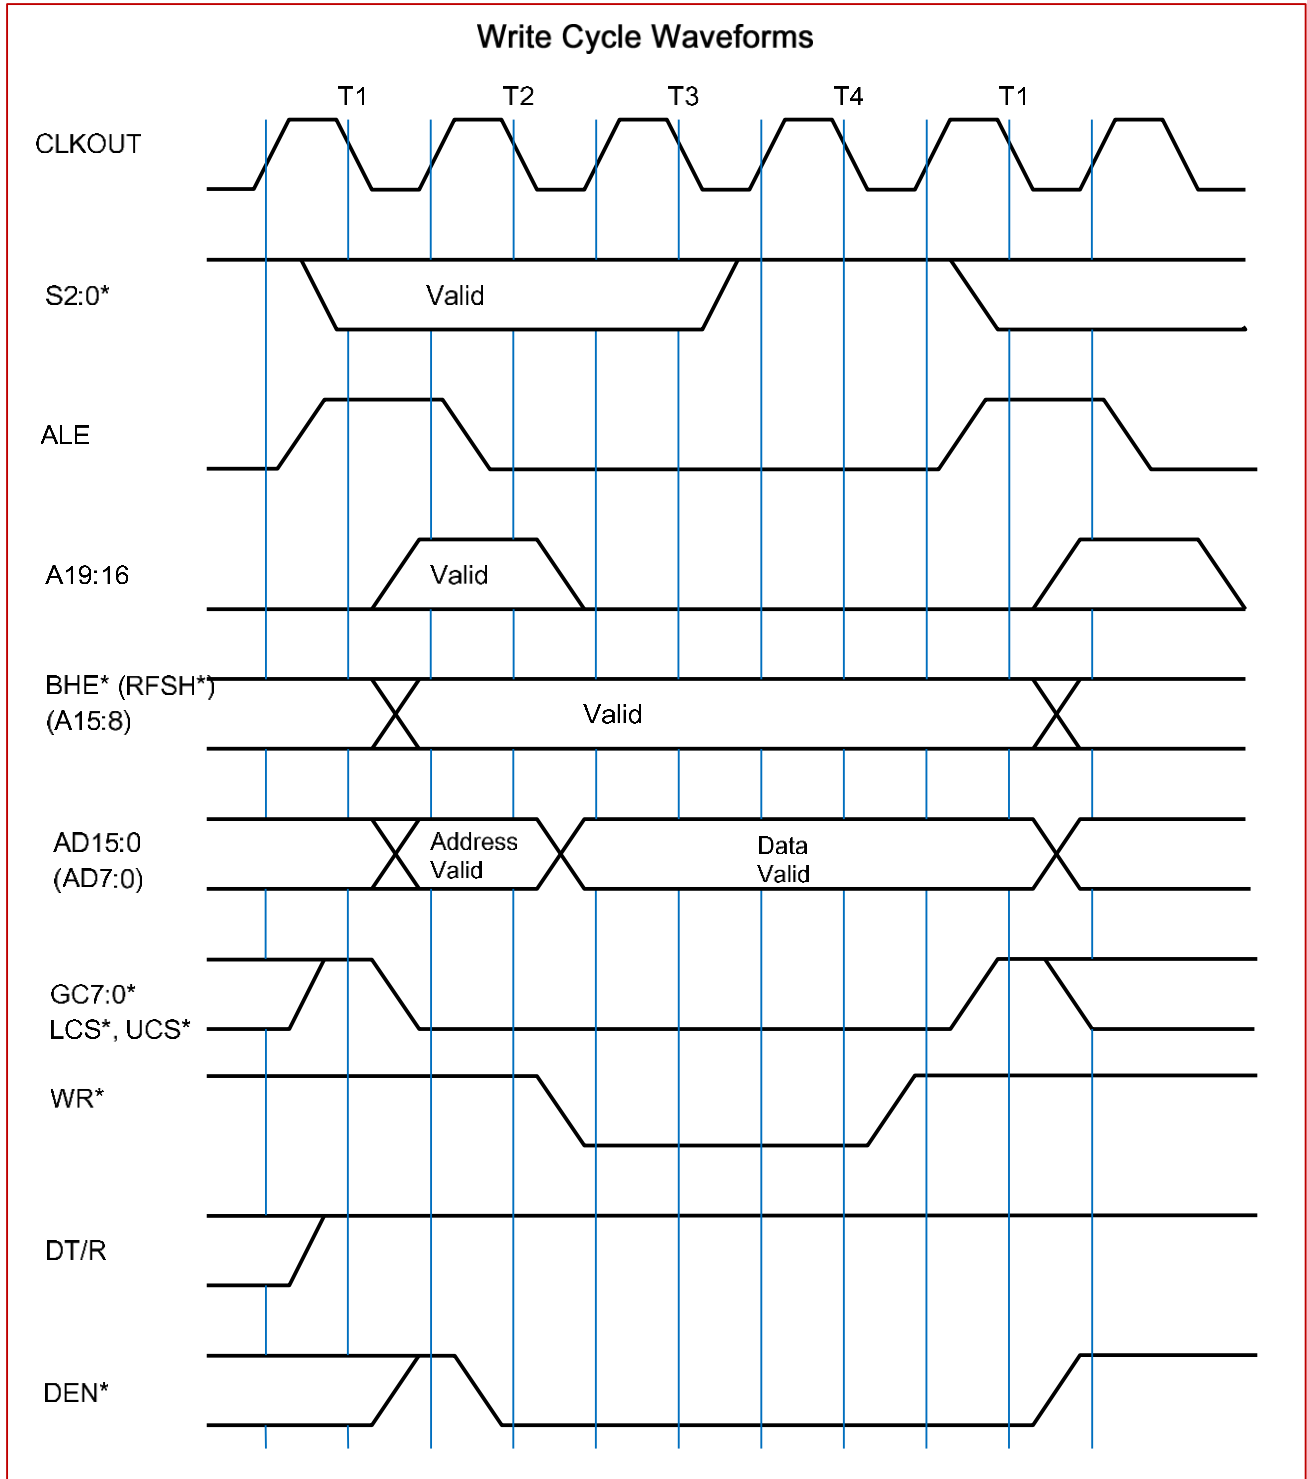 Write Cycle Waveforms
T1 T2 T3 T4 T1
CLKOUT
S2:0*
Valid
ALE
A19:16
Valid
BHE* (RFSH*)
(A15:8)
Valid
AD15:0
(AD7:0)
Address
Valid
Data
Valid
GC7:0*
LCS*, UCS*
WR*
DT/R
DEN*